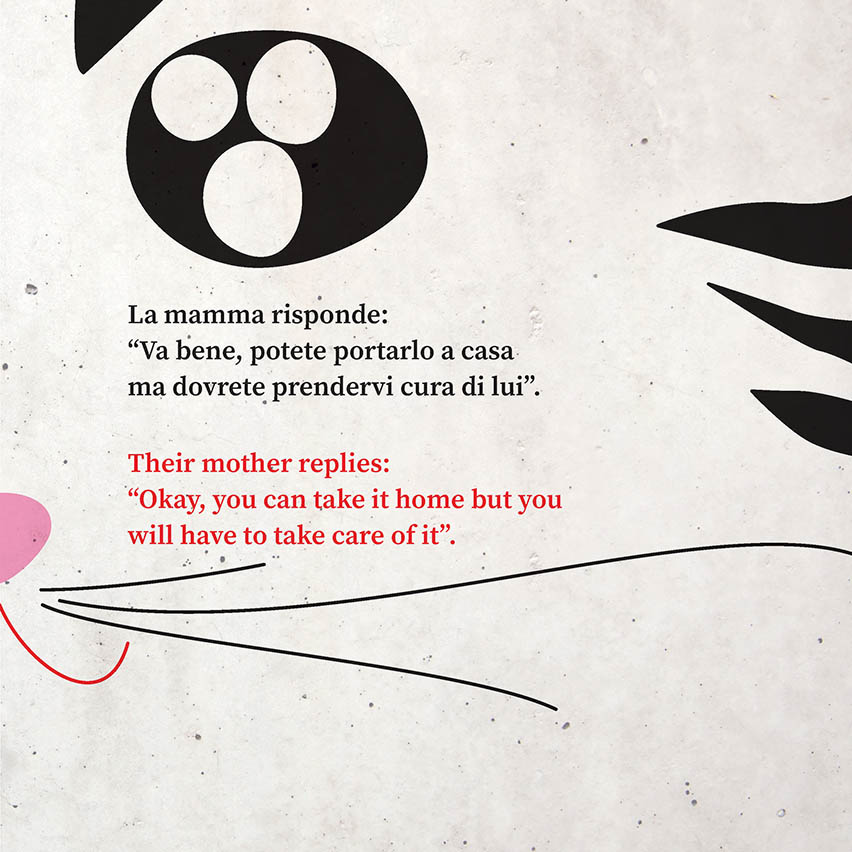 La mamma risponde:
“Va bene, potete portarlo a casa
ma dovrete prendervi cura di lui”.
Their mother replies:
“Okay, you can take it home but you
will have to take care of it”.